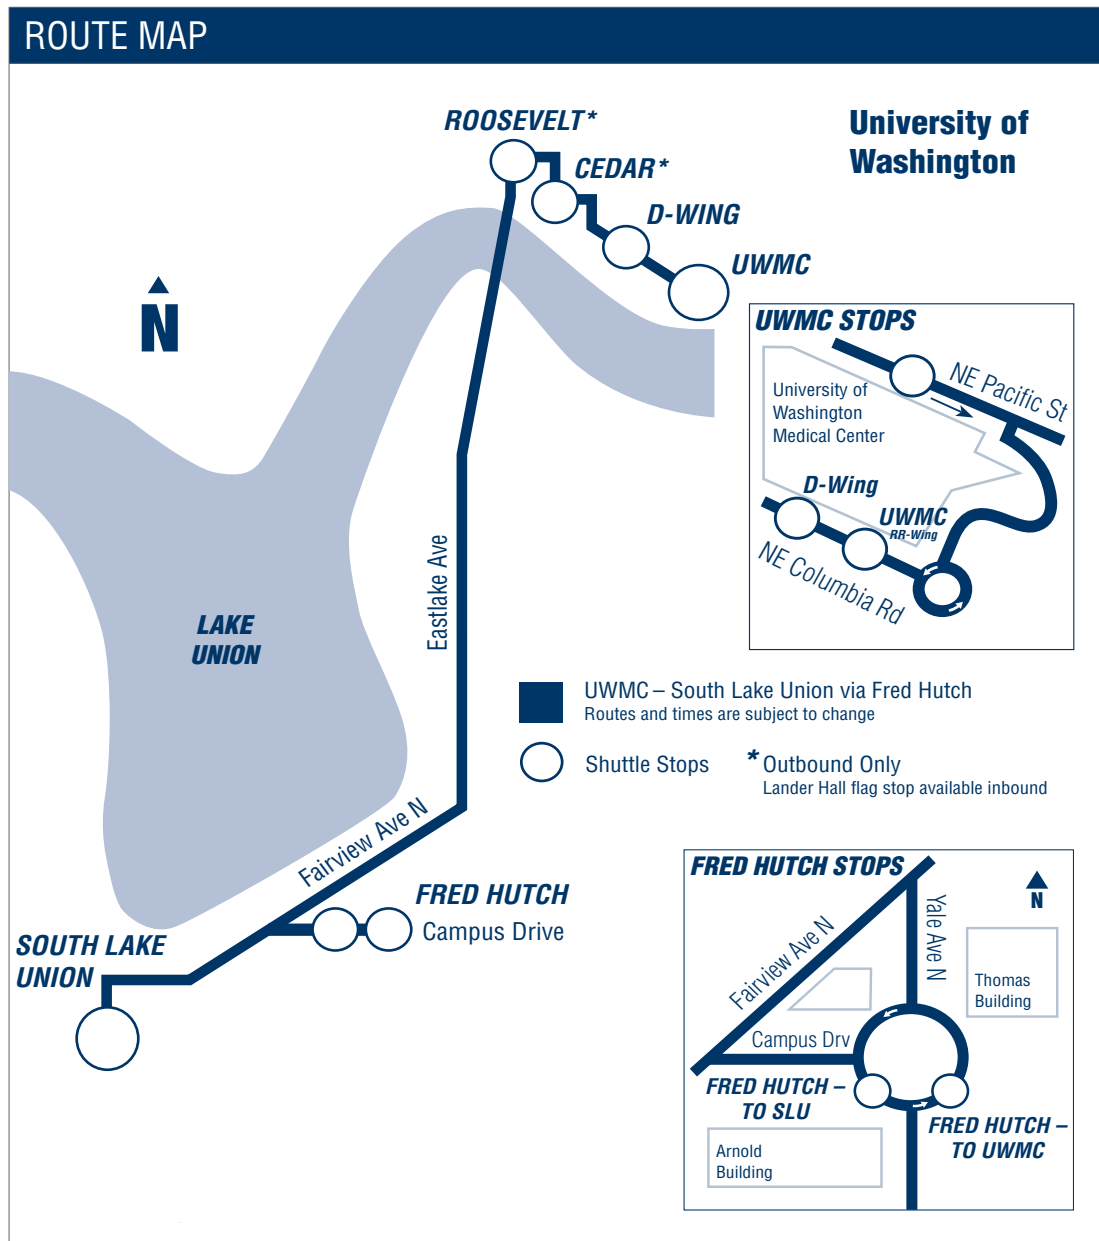 ROUTE MAP
ROOSEVELT*
CEDAR*
D-WING
UWMC
University of
Washington
N
UWMC STOPS
NE Pacific St
University of
Washington
Medical Center
D-Wing
UWMC
RR-Wing
NE Columbia Rd
Eastlake Ave
LAKE
UNION
UWMC – South Lake Union via Fred Hutch
Routes and times are subject to change
Shuttle Stops
*Outbound Only
Lander Hall flag stop available inbound
Fairview Ave N
FRED HUTCH
Campus Drive
SOUTH LAKE
UNION
FRED HUTCH STOPS
N
Yale Ave N
Fairview Ave N
Thomas
Building
Campus Drv
FRED HUTCH –
TO SLU
FRED HUTCH –
TO UWMC
Arnold
Building